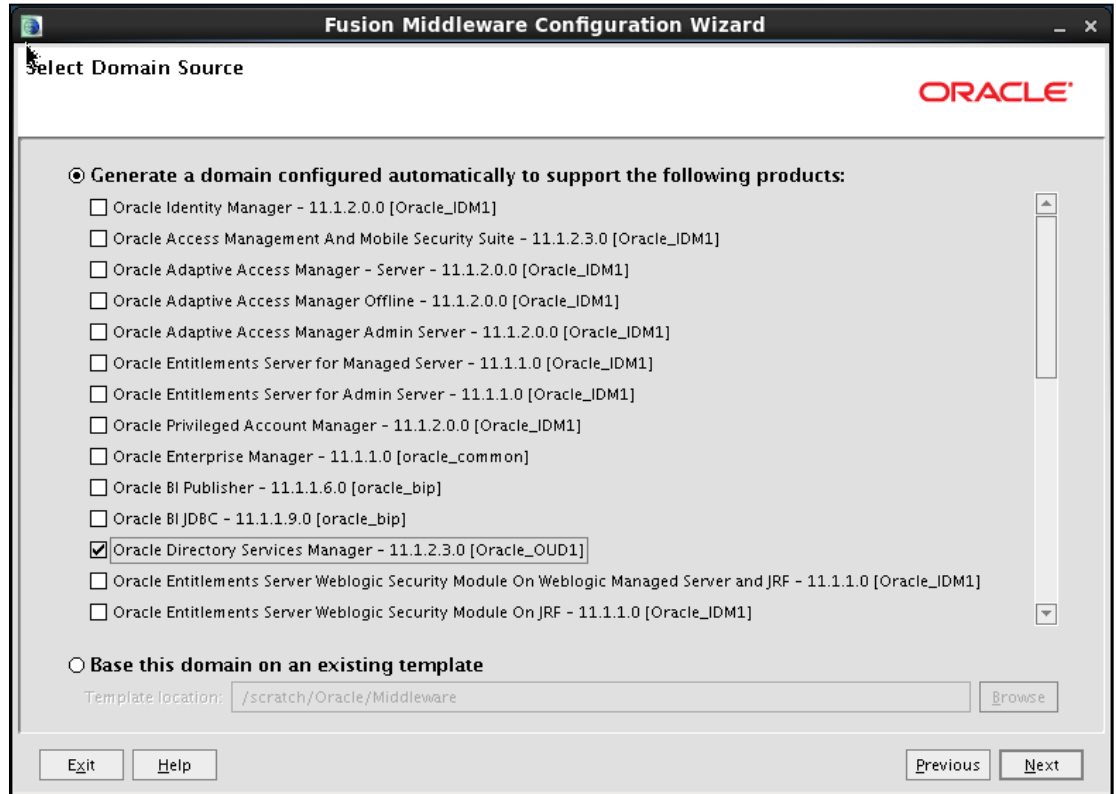 Fusion Middleware Configuration Wizard
Select Domain Source
ORACLE
Generate a domain configured automatically to support the following products:
Oracle Identity Manager - 11.1.2.0.0 [Oracle_IDM1]
Oracle Access Management And Mobile Security Suite - 11.1.2.3.0 [Oracle_IDM1]
Oracle Adaptive Access Manager - Server - 11.1.2.0.0 [Oracle_IDM1]
Oracle Adaptive Access Manager Offline - 11.1.2.0.0 [Oracle_IDM1]
Oracle Adaptive Access Manager Admin Server - 11.1.2.0.0 [Oracle_IDM1]
Oracle Entitlements Server for Managed Server - 11.1.1.0 [Oracle_IDM1]
Oracle Entitlements Server for Admin Server - 11.1.1.0 [Oracle_IDM1]
Oracle Privileged Account Manager - 11.1.2.0.0 [Oracle_IDM1]
Oracle Enterprise Manager - 11.1.1.0 [oracle_common]
Oracle BI Publisher - 11.1.1.6.0 [oracle_bip]
Oracle BI JDBC - 11.1.1.9.0 [oracle_bip]
Oracle Directory Services Manager - 11.1.2.3.0 [Oracle_OUD1]
Oracle Entitlements Server Weblogic Security Module On Weblogic Managed Server and JRF - 11.1.1.0 [Oracle_IDM1]
Oracle Entitlements Server Weblogic Security Module On JRF - 11.1.1.0 [Oracle_IDM1]
Base this domain on an existing template
Template location: /scratch/Oracle/Middleware Browse
Exit Help Previous Next